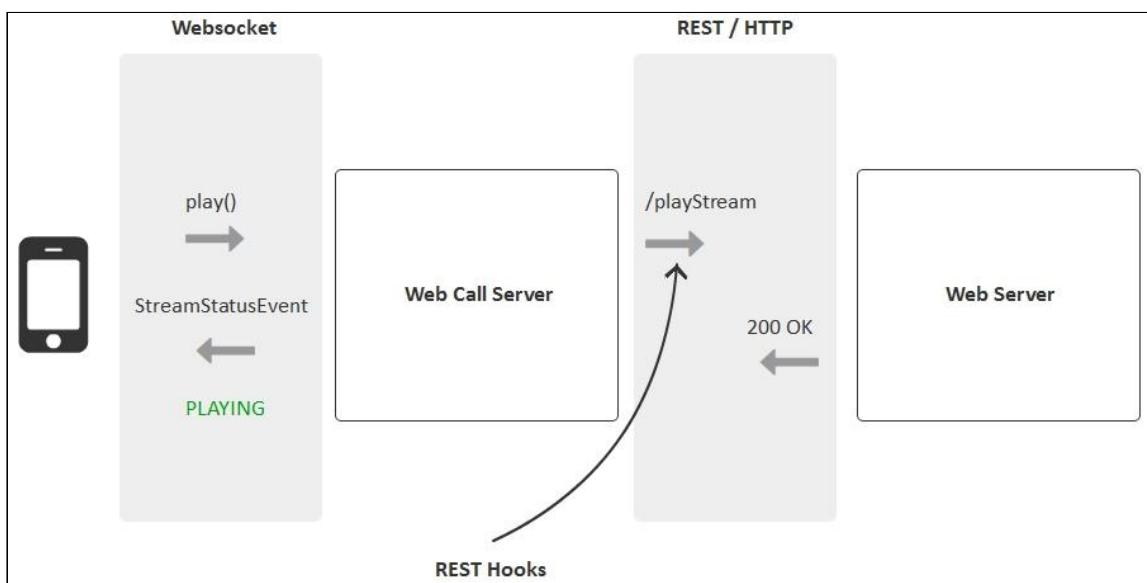 Websocket
REST / HTTP
play()
/playStream
Web Call Server
Web Server
StreamStatusEvent
200 OK
PLAYING
REST Hooks